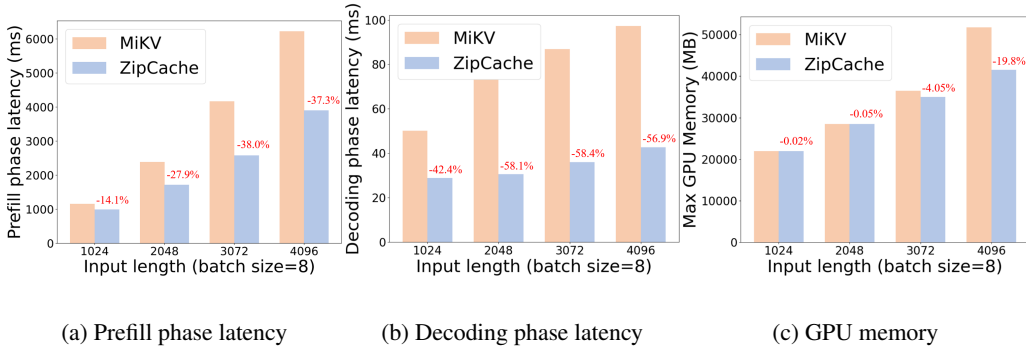 Prefill phase latency (ms)
6000
5000
4000
3000
2000
1000
0
MiKV
ZipCache
-14.1%
-27.9%
-38.0%
-37.3%
1024 2048 3072 4096
Input length (batch size=8)
(a) Prefill phase latency
Decoding phase latency (ms)
100
80
60
40
20
0
MiKV
ZipCache
-42.4%
-58.1%
-58.4%
-56.9%
1024 2048 3072 4096
Input length (batch size=8)
(b) Decoding phase latency
Max GPU Memory (MB)
50000
40000
30000
20000
10000
0
MiKV
ZipCache
-0.02%
-0.05%
-4.05%
-19.8%
1024 2048 3072 4096
Input length (batch size=8)
(c) GPU memory